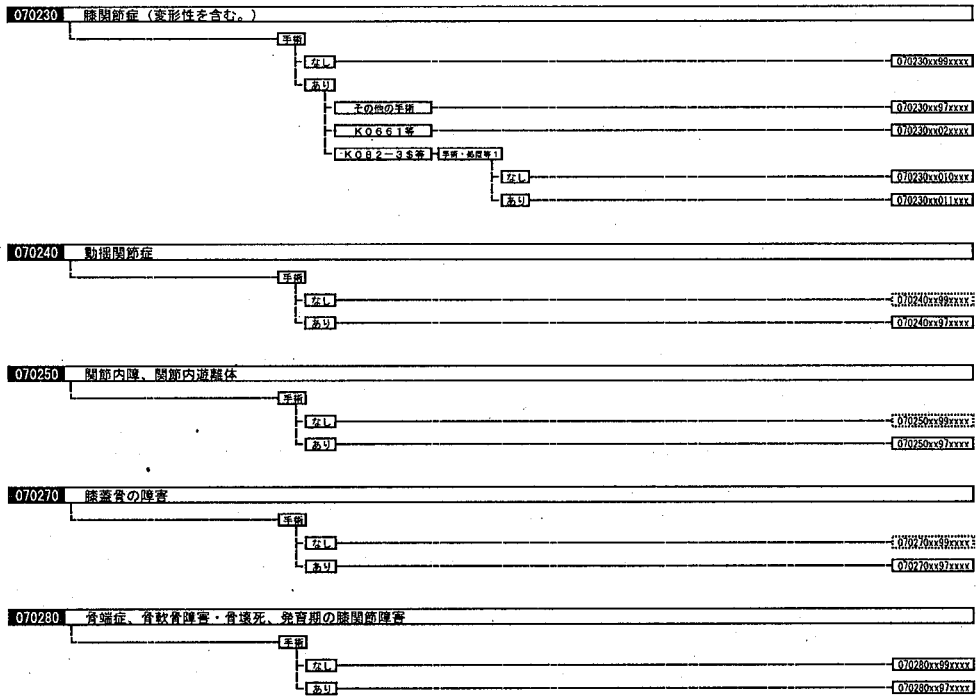 070230 膝関節症（変形性を含む。）
手術
なし 070230xx99xxxx
あり
その他の手術 070230xx97xxxx
K0661等 070230xx02xxxx
K082-3$等 手術・処置等1
なし 070230xx010xxx
あり 070230xx011xxx
070240 動揺関節症
手術
なし 070240xx99xxxx
あり 070240xx97xxxx
070250 関節内障、関節内遊離体
手術
なし 070250xx99xxxx
あり 070250xx97xxxx
070270 膝蓋骨の障害
手術
なし 070270xx99xxxx
あり 070270xx97xxxx
070280 骨端症、骨軟骨障害・骨壊死、発育期の膝関節障害
手術
なし 070280xx99xxxx
あり 070280xx97xxxx